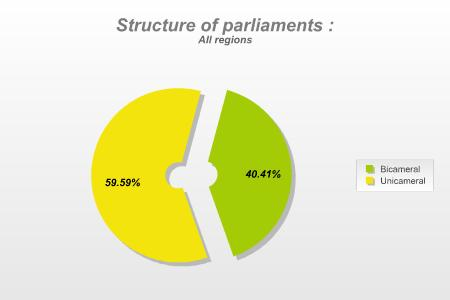 Structure of parliaments :
All regions
59.59%
40.41%
Bicameral
Unicameral